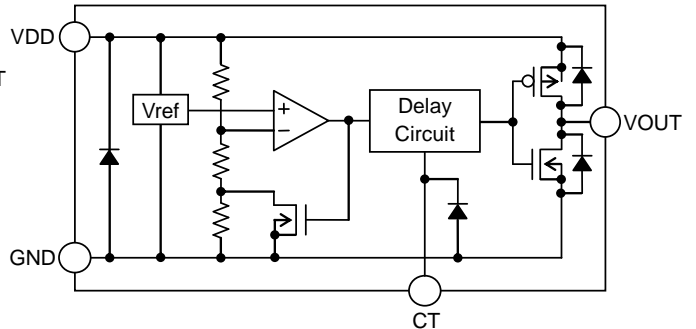 VDD
T
Vref
+
−
Delay
Circuit
VOUT
GND
CT